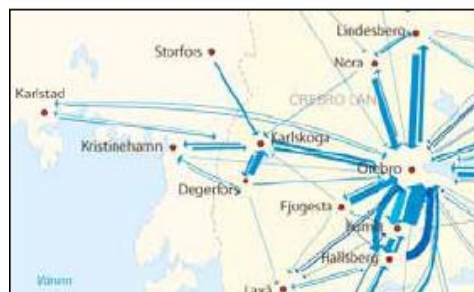 Lindesberg
Storfors
Nora
Karlstad
ÖREBRO LÄN
Karlskoga
Kristinehamn
Örebro
Degerfors
Fjugesta
Kumla
Hallsberg
Vänern
Laxå